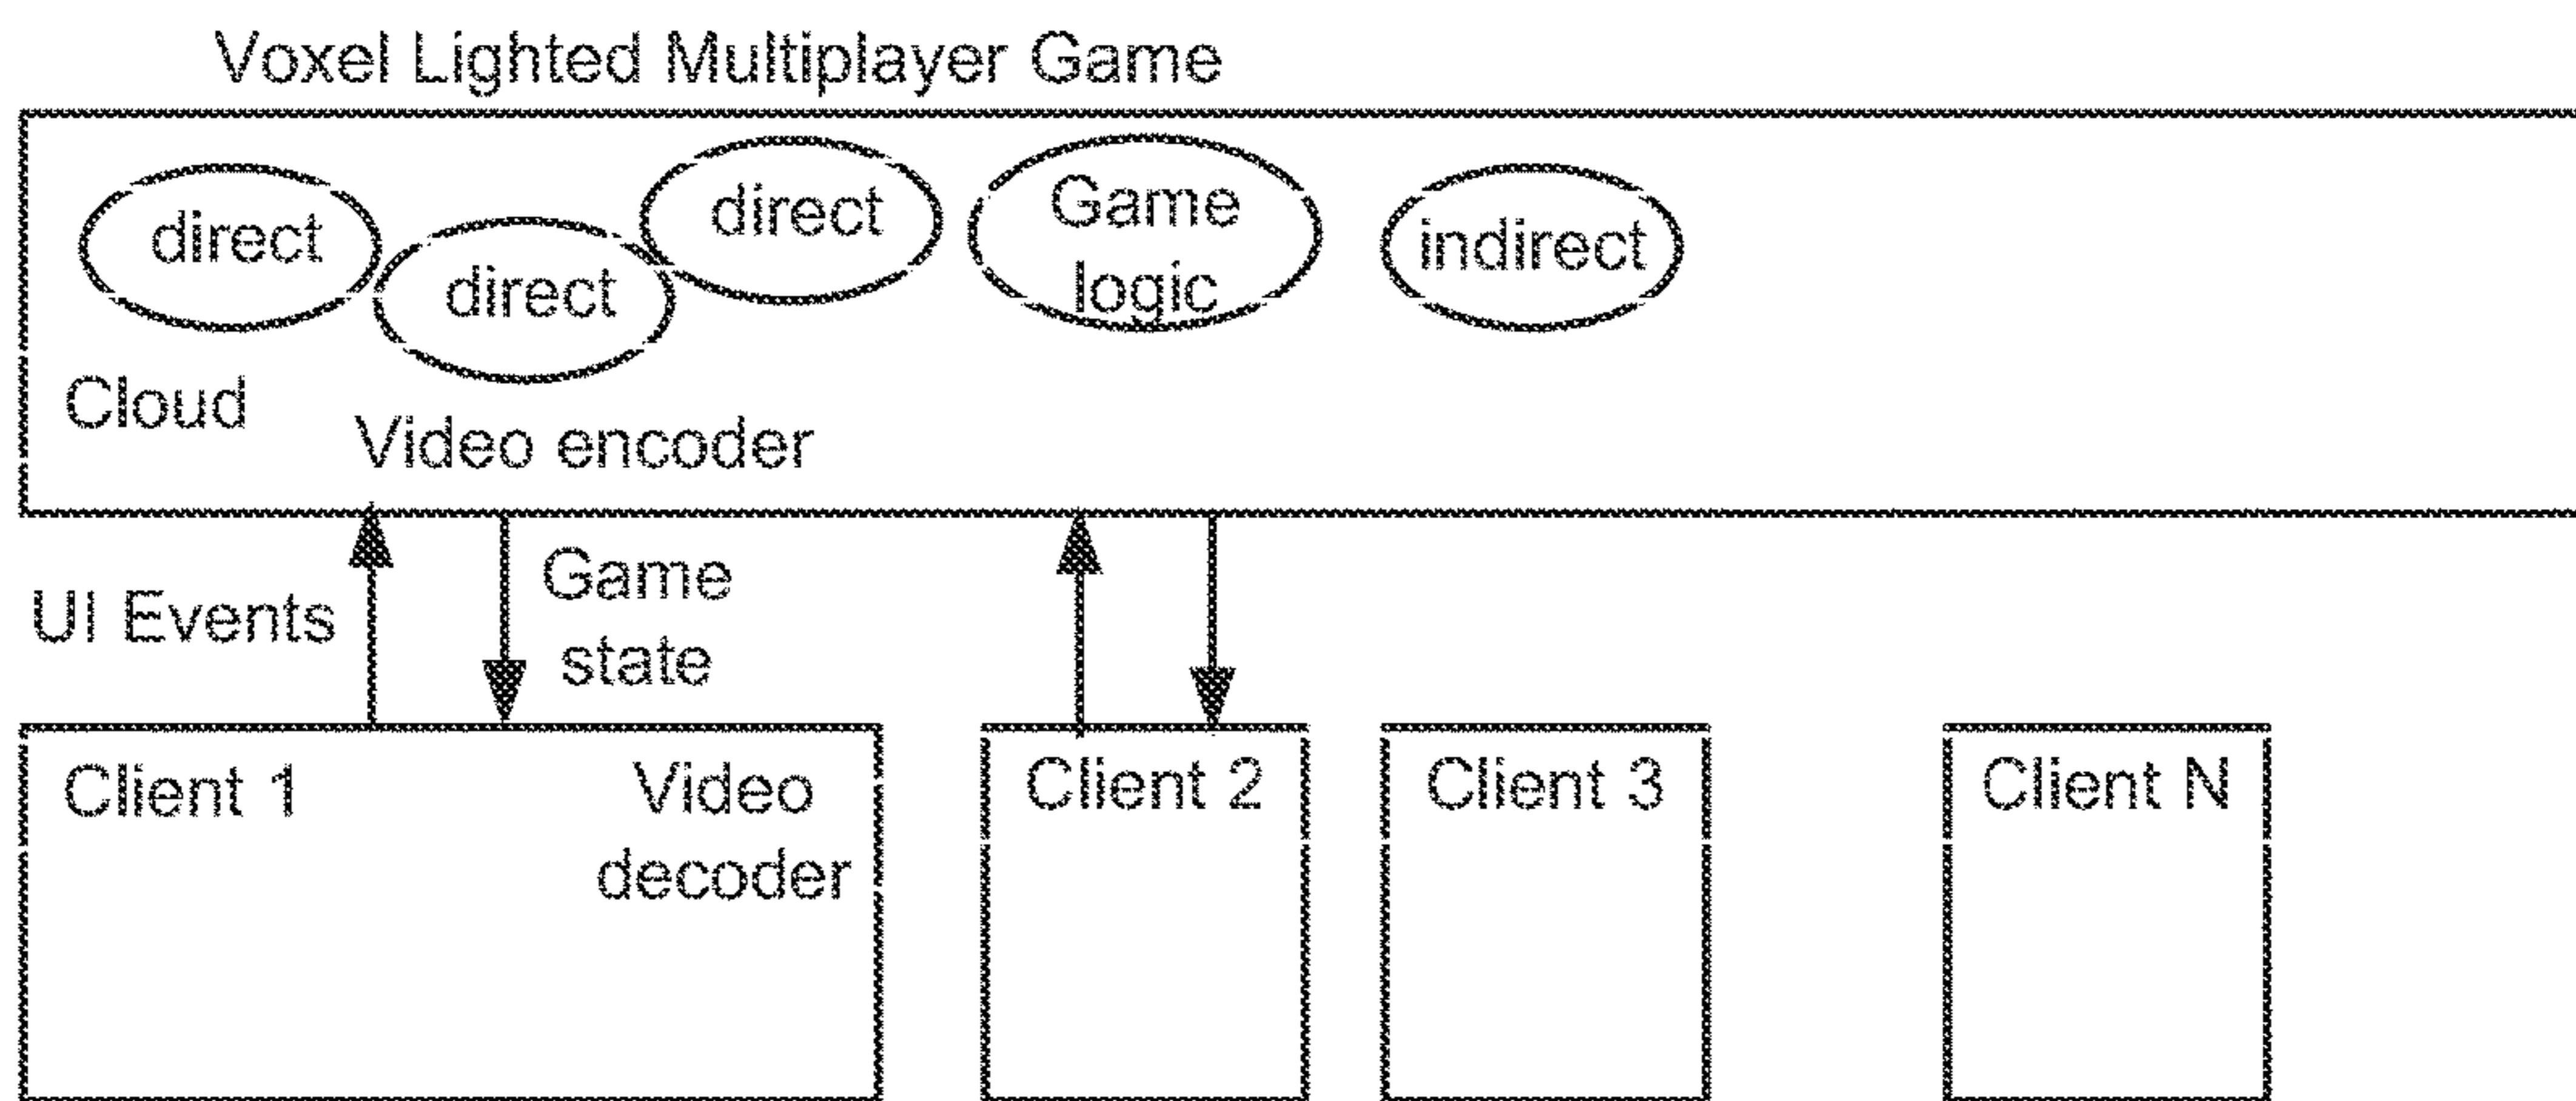 Voxel Lighted Multiplayer Game
direct
direct
direct
Game
logic
indirect
Cloud
Video encoder
UI Events
Game
state
Client 1
Video
decoder
Client 2
Client 3
Client N